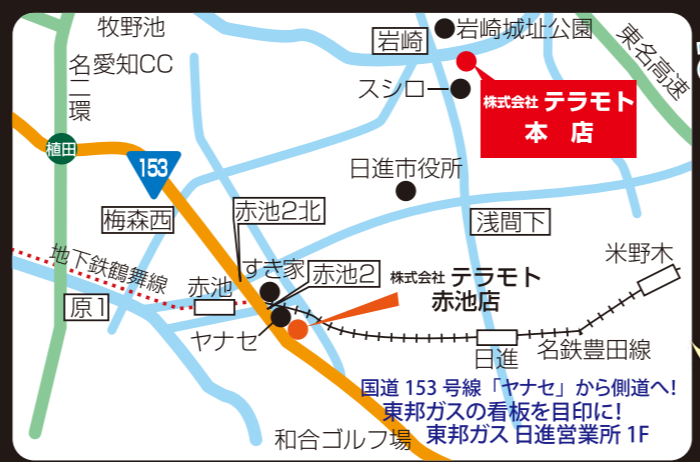 牧野池
岩崎
岩崎城址公園
東名高速
愛知CC
名二環
スシロー
株式会社 テラモト
本 店
植田
153
日進市役所
梅森西
赤池2北
浅間下
米野木
地下鉄鶴舞線
すき家
赤池2
株式会社 テラモト
赤池店
赤池
原1
ヤナセ
日進
名鉄豊田線
国道153号線「ヤナセ」から側道へ!
東邦ガスの看板を目印に!
和合ゴルフ場
東邦ガス 日進営業所 1F